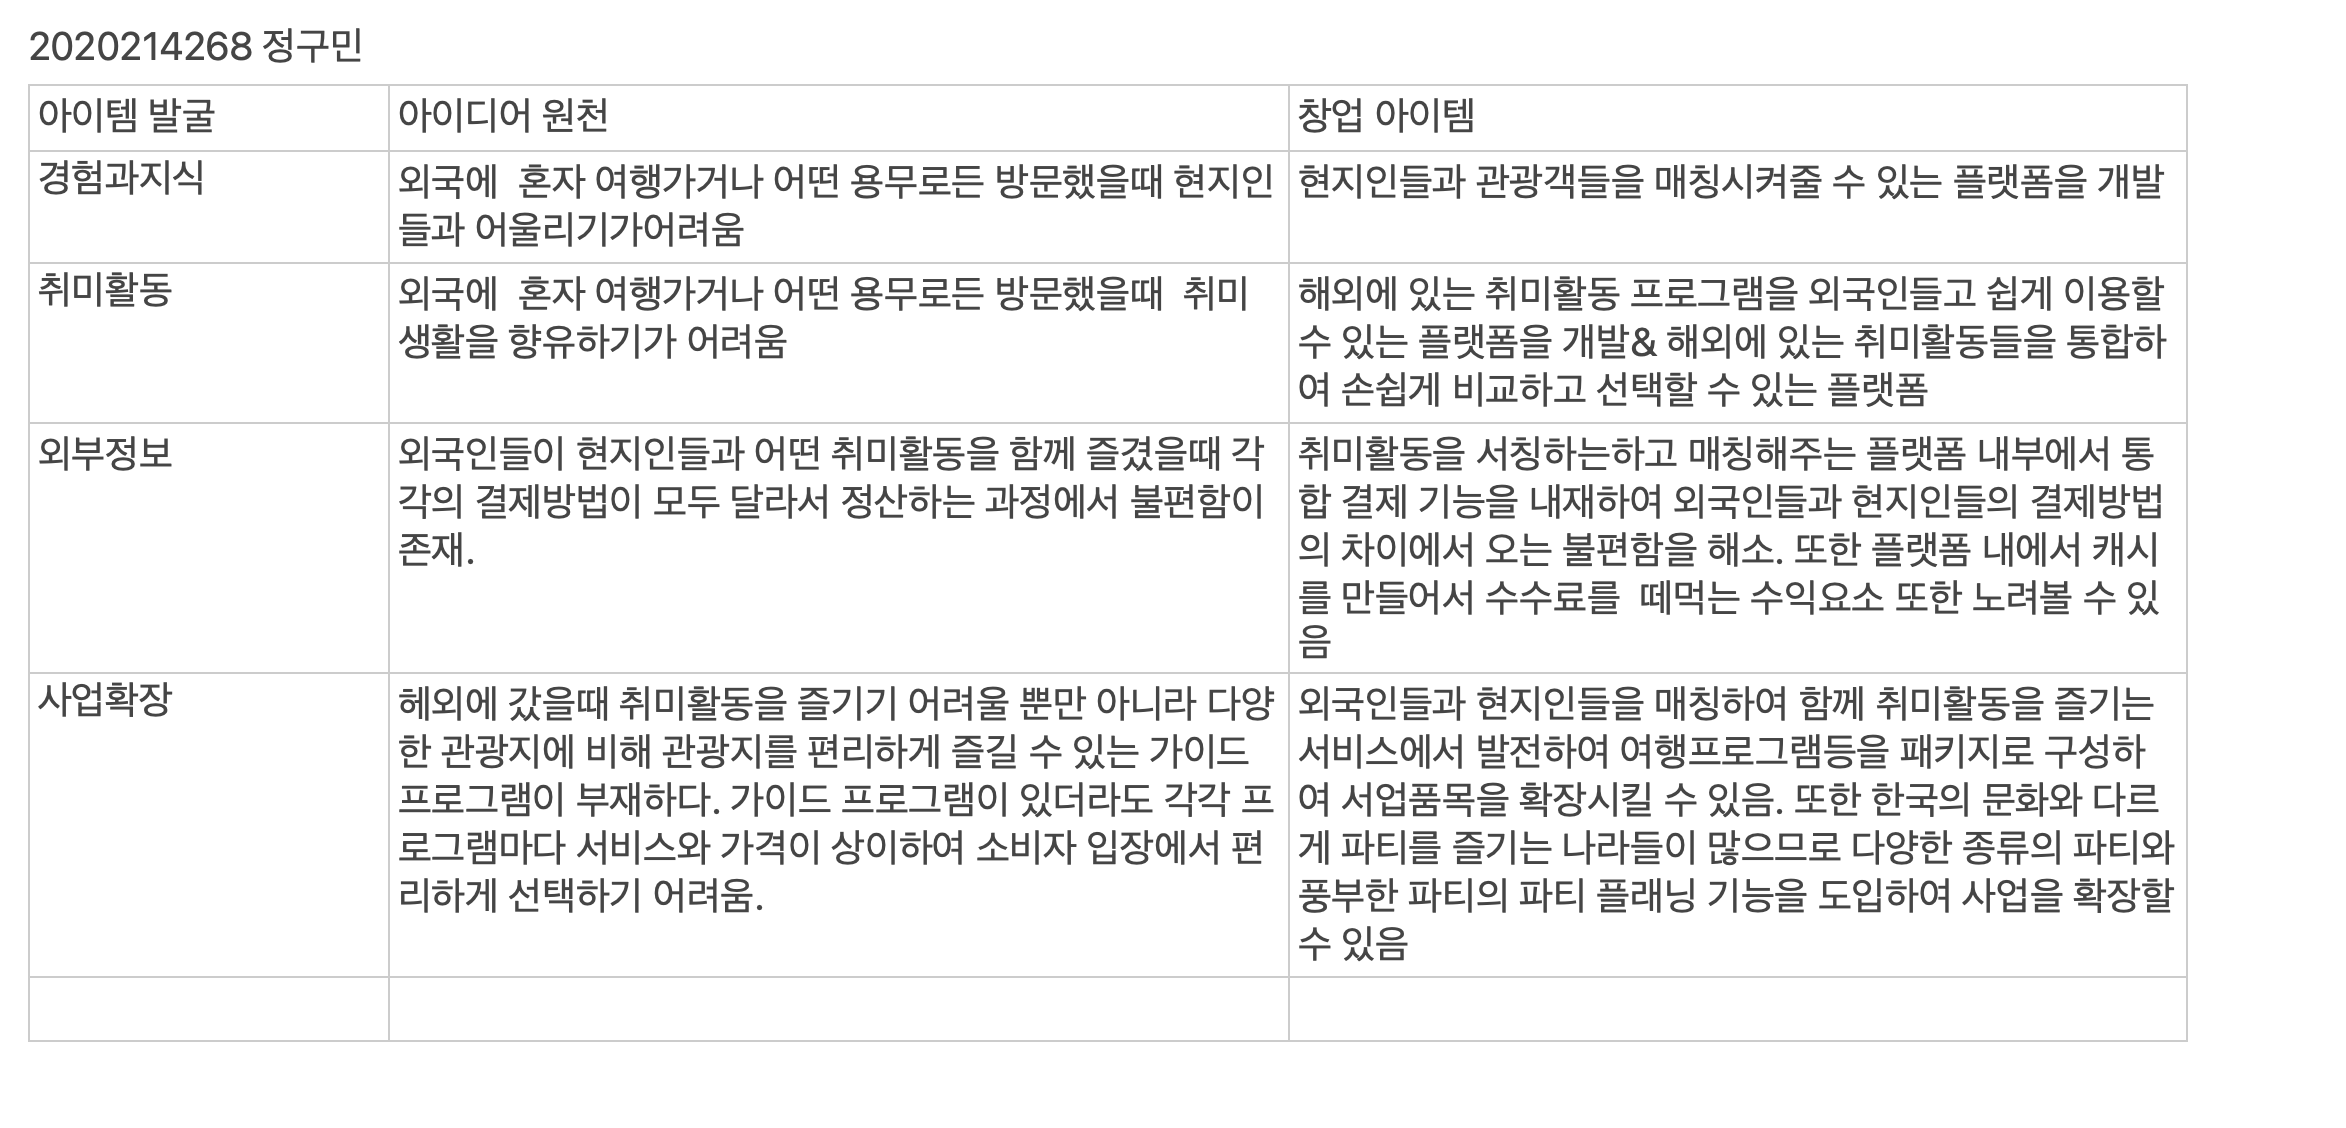 2020214268 정구민
아이템 발굴
아이디어 원천
창업 아이템
경험과지식
외국에  혼자 여행가거나 어떤 용무로든 방문했을때 현지인
들과 어울리기가어려움
현지인들과 관광객들을 매칭시켜줄 수 있는 플랫폼을 개발
취미활동
외국에  혼자 여행가거나 어떤 용무로든 방문했을때  취미
생활을 향유하기가 어려움
해외에 있는 취미활동 프로그램을 외국인들고 쉽게 이용할
수 있는 플랫폼을 개발& 해외에 있는 취미활동들을 통합하
여 손쉽게 비교하고 선택할 수 있는 플랫폼
외부정보
외국인들이 현지인들과 어떤 취미활동을 함께 즐겼을때 각
각의 결제방법이 모두 달라서 정산하는 과정에서 불편함이
존재.
취미활동을 서칭하는하고 매칭해주는 플랫폼 내부에서 통
합 결제 기능을 내재하여 외국인들과 현지인들의 결제방법
의 차이에서 오는 불편함을 해소. 또한 플랫폼 내에서 캐시
를 만들어서 수수료를  떼먹는 수익요소 또한 노려볼 수 있
음
사업확장
헤외에 갔을때 취미활동을 즐기기 어려울 뿐만 아니라 다양
한 관광지에 비해 관광지를 편리하게 즐길 수 있는 가이드
프로그램이 부재하다. 가이드 프로그램이 있더라도 각각 프
로그램마다 서비스와 가격이 상이하여 소비자 입장에서 편
리하게 선택하기 어려움.
외국인들과 현지인들을 매칭하여 함께 취미활동을 즐기는
서비스에서 발전하여 여행프로그램등을 패키지로 구성하
여 서업품목을 확장시킬 수 있음. 또한 한국의 문화와 다르
게 파티를 즐기는 나라들이 많으므로 다양한 종류의 파티와
풍부한 파티의 파티 플래닝 기능을 도입하여 사업을 확장할
수 있음